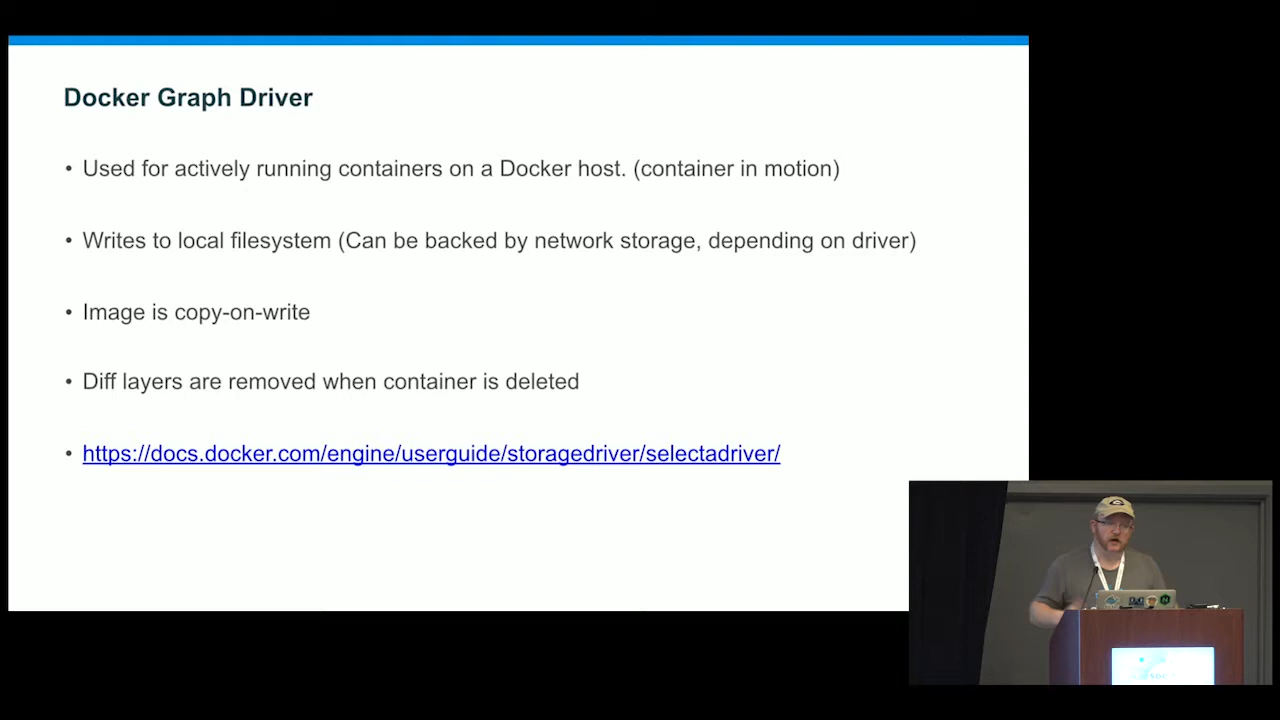 Docker Graph Driver
• Used for actively running containers on a Docker host. (container in motion)
• Writes to local filesystem (Can be backed by network storage, depending on driver)
• Image is copy-on-write
• Diff layers are removed when container is deleted
• https://docs.docker.com/engine/userguide/storagedriver/selectadriver/